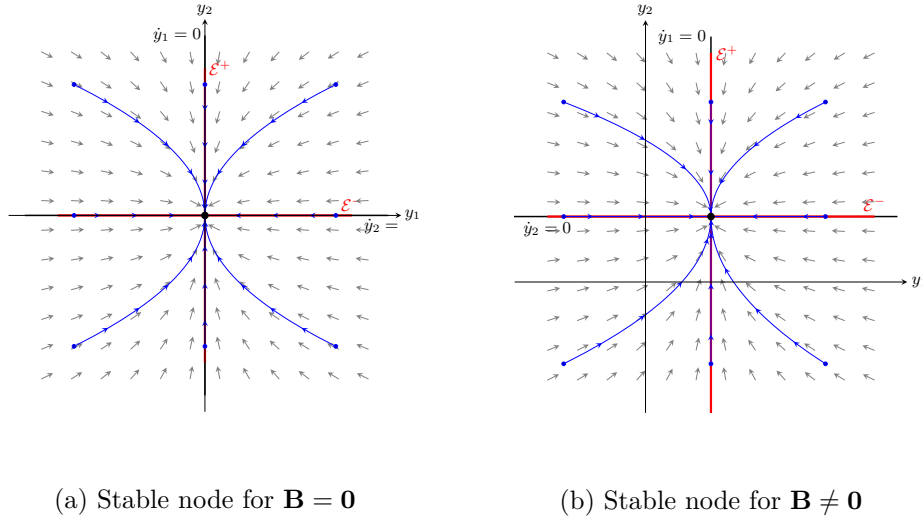 y₂
ẏ₁ = 0
ℰ⁺
ℰ⁻
y₁
ẏ₂ =
y₂
ẏ₁ = 0
ℰ⁺
ℰ⁻
ẏ₂ = 0
y
(a) Stable node for B = 0
(b) Stable node for B ≠ 0